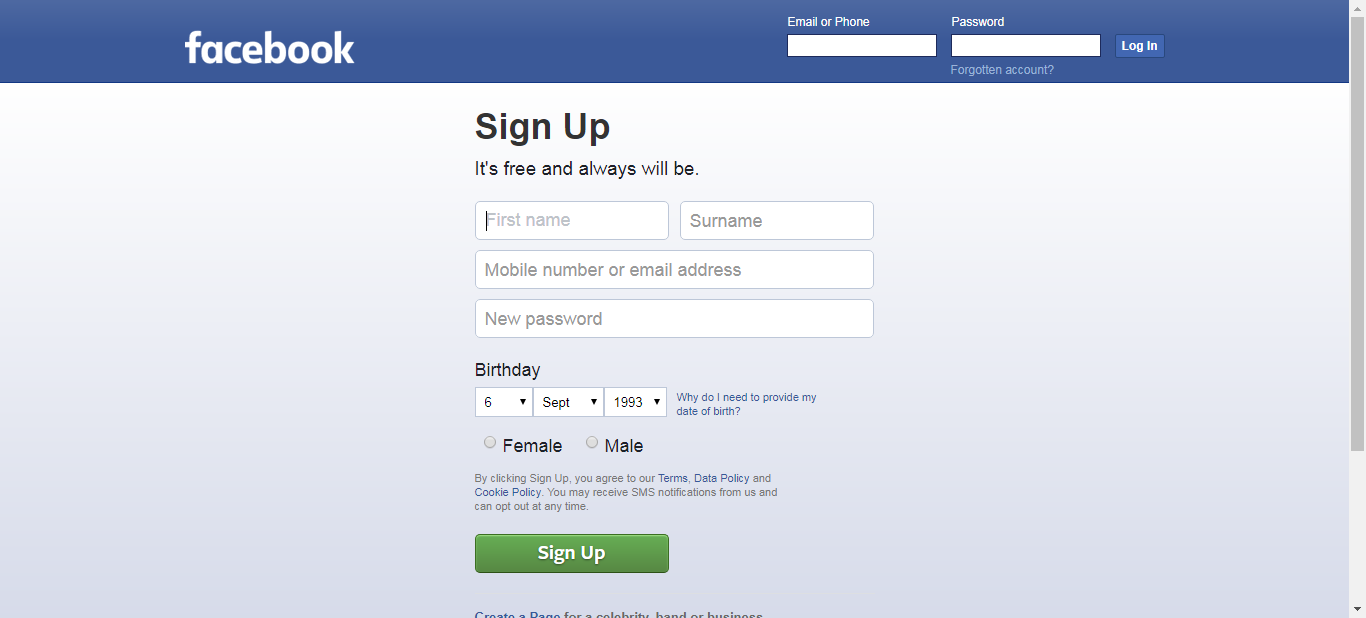 facebook
Email or Phone
Password
Log In
Forgotten account?
Sign Up
It's free and always will be.
First name
Surname
Mobile number or email address
New password
Birthday
6
Sept
1993
Why do I need to provide my
date of birth?
Female
Male
By clicking Sign Up, you agree to our Terms, Data Policy and
Cookie Policy. You may receive SMS notifications from us and
can opt out at any time.
Sign Up
Create a Page for a celebrity, band or business.